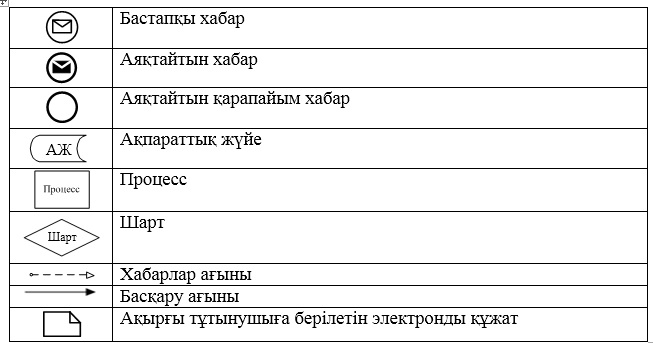 Бастапқы хабар
Аяқтайтын хабар
Аяқтайтын қарапайым хабар
АЖ Ақпараттық жүйе
Процесс Процесс
Шарт Шарт
Хабарлар ағыны
Басқару ағыны
Ақырғы тұтынушыға берілетін электронды құжат